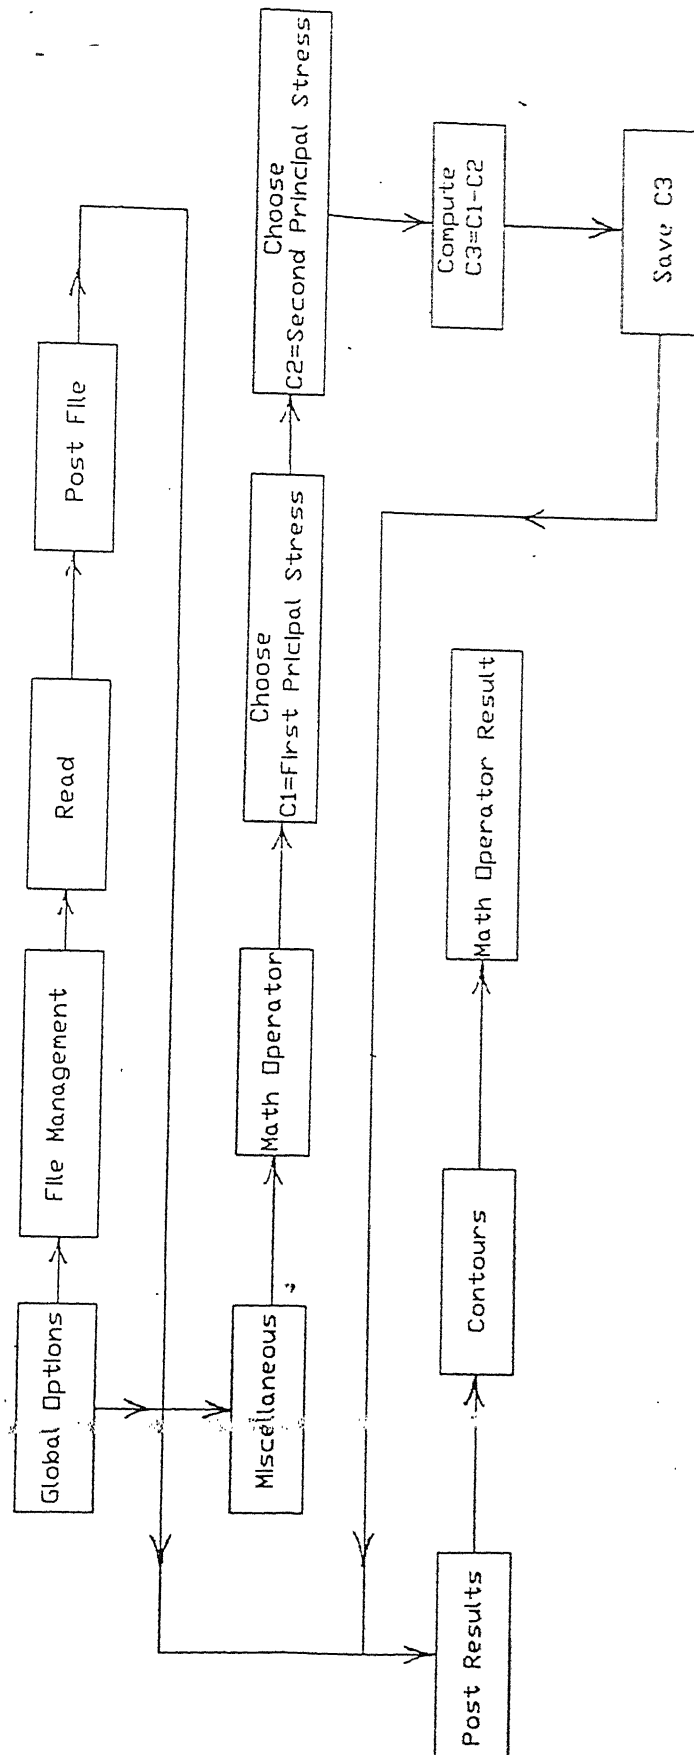 Global Options
File Management
Read
Post File
Miscellaneous
Math Operator
Choose
C1=First Pricipal Stress
Choose
C2=Second Principal Stress
Compute
C3=C1-C2
Save C3
Post Results
Contours
Math Operator Result